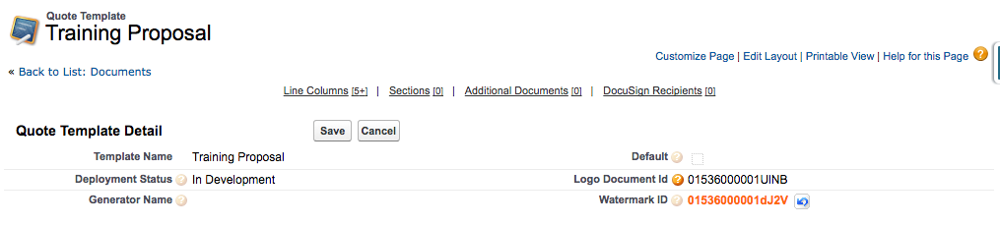 Quote Template
Training Proposal
Customize Page | Edit Layout | Printable View | Help for this Page ?
« Back to List: Documents
Line Columns [5+] | Sections [0] | Additional Documents [0] | DocuSign Recipients [0]
Quote Template Detail Save Cancel
Template Name Training Proposal Default ?
Deployment Status ? In Development Logo Document Id ? 01536000001UINB
Generator Name ? Watermark ID ? 01536000001dJ2V